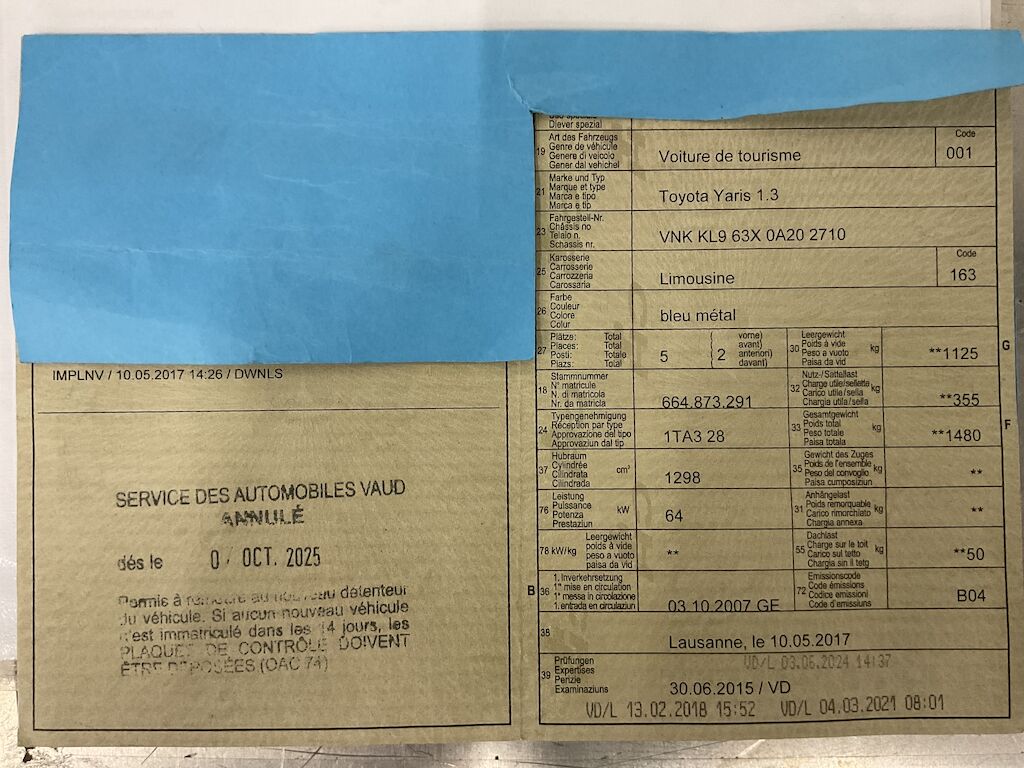 Diever spezial
19 Art des Fahrzeugs
Genre de véhicule
Genere di veicolo
Gener dal vehichel
Voiture de tourisme
Code
001
21 Marke und Typ
Marque et type
Marca e tipo
Marca e tip
Toyota Yaris 1.3
23 Fahrgestell-Nr.
Châssis no
Telaio n.
Schassis nr.
VNK KL9 63X 0A20 2710
25 Karosserie
Carrosserie
Carrozzeria
Carossaria
Limousine
Code
163
26 Farbe
Couleur
Colore
Colur
bleu métal
27 Plätze: Total
Places: Total
Posti: Totale
Plazs: Total
5
( vorne)
2 avant)
( anteriori)
davant)
30 Leergewicht
Poids à vide
Peso a vuoto
Paisa da vid
kg
**1125
G
18 Stammnummer
N° matricule
N. di matricola
Nr. da matricla
664.873.291
32 Nutz-/Sattellast
Charge utile/sellette
Carico utile/sella
Chargia utila/sella
kg
**355
24 Typengenehmigung
Réception par type
Approvazione del tipo
Approvaziun dal tip
1TA3 28
33 Gesamtgewicht
Poids total
Peso totale
Paisa totala
kg
**1480
F
37 Hubraum
Cylindrée
Cilindrata
Cilindrada
cm³
1298
35 Gewicht des Zuges
Poids de l'ensemble
Peso del convoglio
Paisa cumposiziun
kg
**
76 Leistung
Puissance
Potenza
Prestaziun
kW
64
31 Anhängelast
Poids remorquable
Carico rimorchiato
Chargia annexa
kg
**
78 kW/kg Leergewicht
poids à vide
peso a vuoto
paisa da vid
**
55 Dachlast
Charge sur le toit
Carico sul tetto
Chargia sin il tetg
kg
**50
B 36 1. Inverkehrsetzung
1re mise en circulation
1a messa in circolazione
1. entrada en circulaziun
03.10.2007 GE
72 Emissionscode
Code émissions
Codice emissioni
Code d'emissiuns
B04
38
Lausanne, le 10.05.2017
39 Prüfungen
Expertises
Perizie
Examinaziuns
VD/L 03.06.2024 14:37
30.06.2015 / VD
VD/L 13.02.2018 15:52 VD/L 04.03.2021 08:01
IMPLNV / 10.05.2017 14:26 / DWNLS
SERVICE DES AUTOMOBILES VAUD
ANNULÉ
dés le 0 OCT. 2025
Permis à remettre au nouveau détenteur
du véhicule. Si aucun nouveau véhicule
n'est immatriculé dans les 14 jours, les
PLAQUES DE CONTRÔLE DOIVENT
ÊTRE DÉPOSÉES (OAC 74)